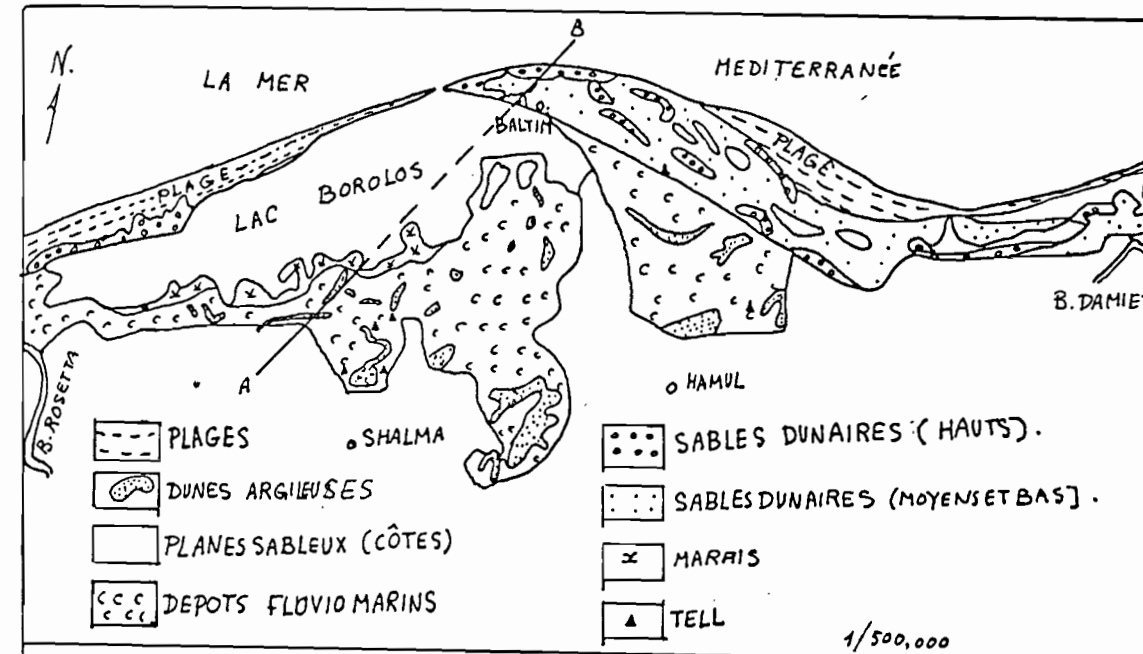 N.
LA MER
MEDITERRANÉE
B
BALTIM
PLAGE
PLAGE
LAC BOROLOS
A
B. ROSETTA
B. DAMIET
HAMUL
SHALMA
PLAGES
DUNES ARGILEUSES
PLANES SABLEUX (CÔTES)
DEPOTS FLUVIO MARINS
SABLES DUNAIRES : (HAUTS).
SABLES DUNAIRES (MOYENS ET BAS].
MARAIS
TELL
1/500,000